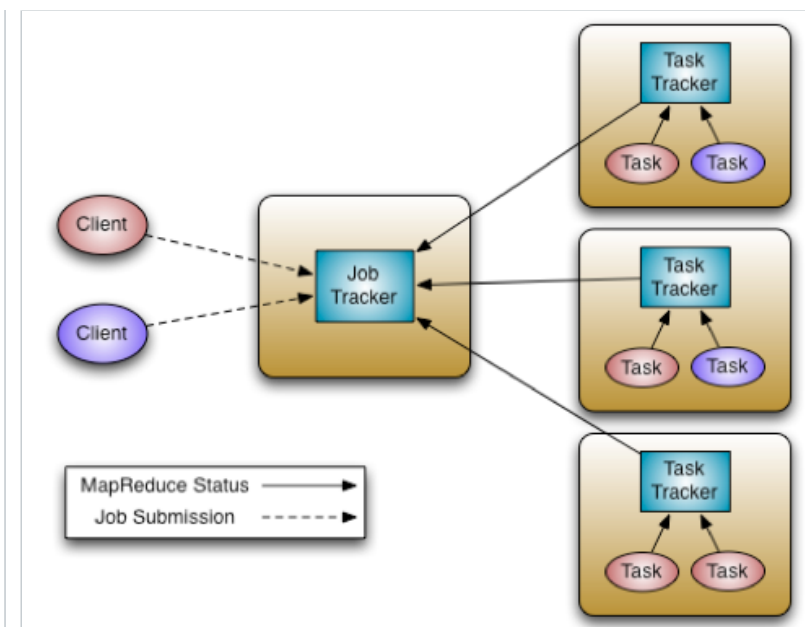 Task
Tracker
Task
Task
Client
Job
Tracker
Client
Task
Tracker
Task
Task
MapReduce Status
Job Submission
Task
Tracker
Task
Task